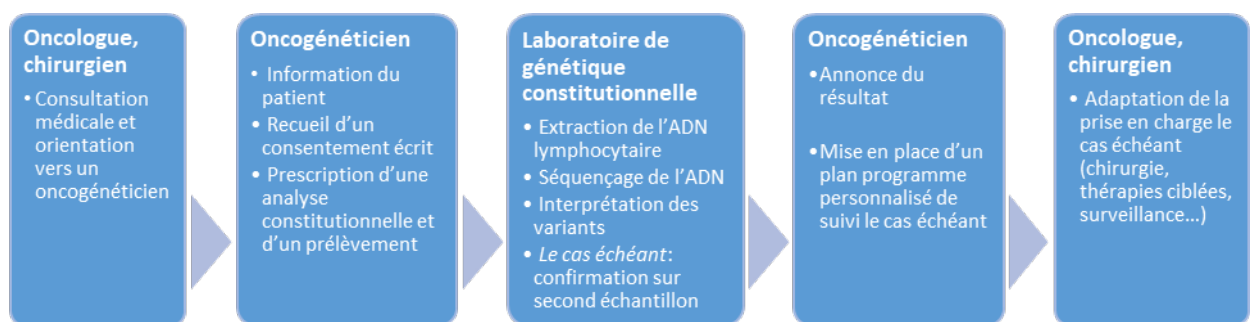 Oncologue,
chirurgien
• Consultation
médicale et
orientation
vers un
oncogénéticien
Oncogénéticien
• Information du
patient
• Recueil d’un
consentement écrit
• Prescription d’une
analyse
constitutionnelle et
d’un prélèvement
Laboratoire de
génétique
constitutionnelle
• Extraction de l’ADN
lymphocytaire
• Séquençage de l’ADN
• Interprétation des
variants
• Le cas échéant:
confirmation sur
second échantillon
Oncogénéticien
•Annonce du
résultat
•Mise en place d’un
plan programme
personnalisé de
suivi le cas échéant
Oncologue,
chirurgien
• Adaptation de la
prise en charge le
cas échéant
(chirurgie,
thérapies ciblées,
surveillance...)